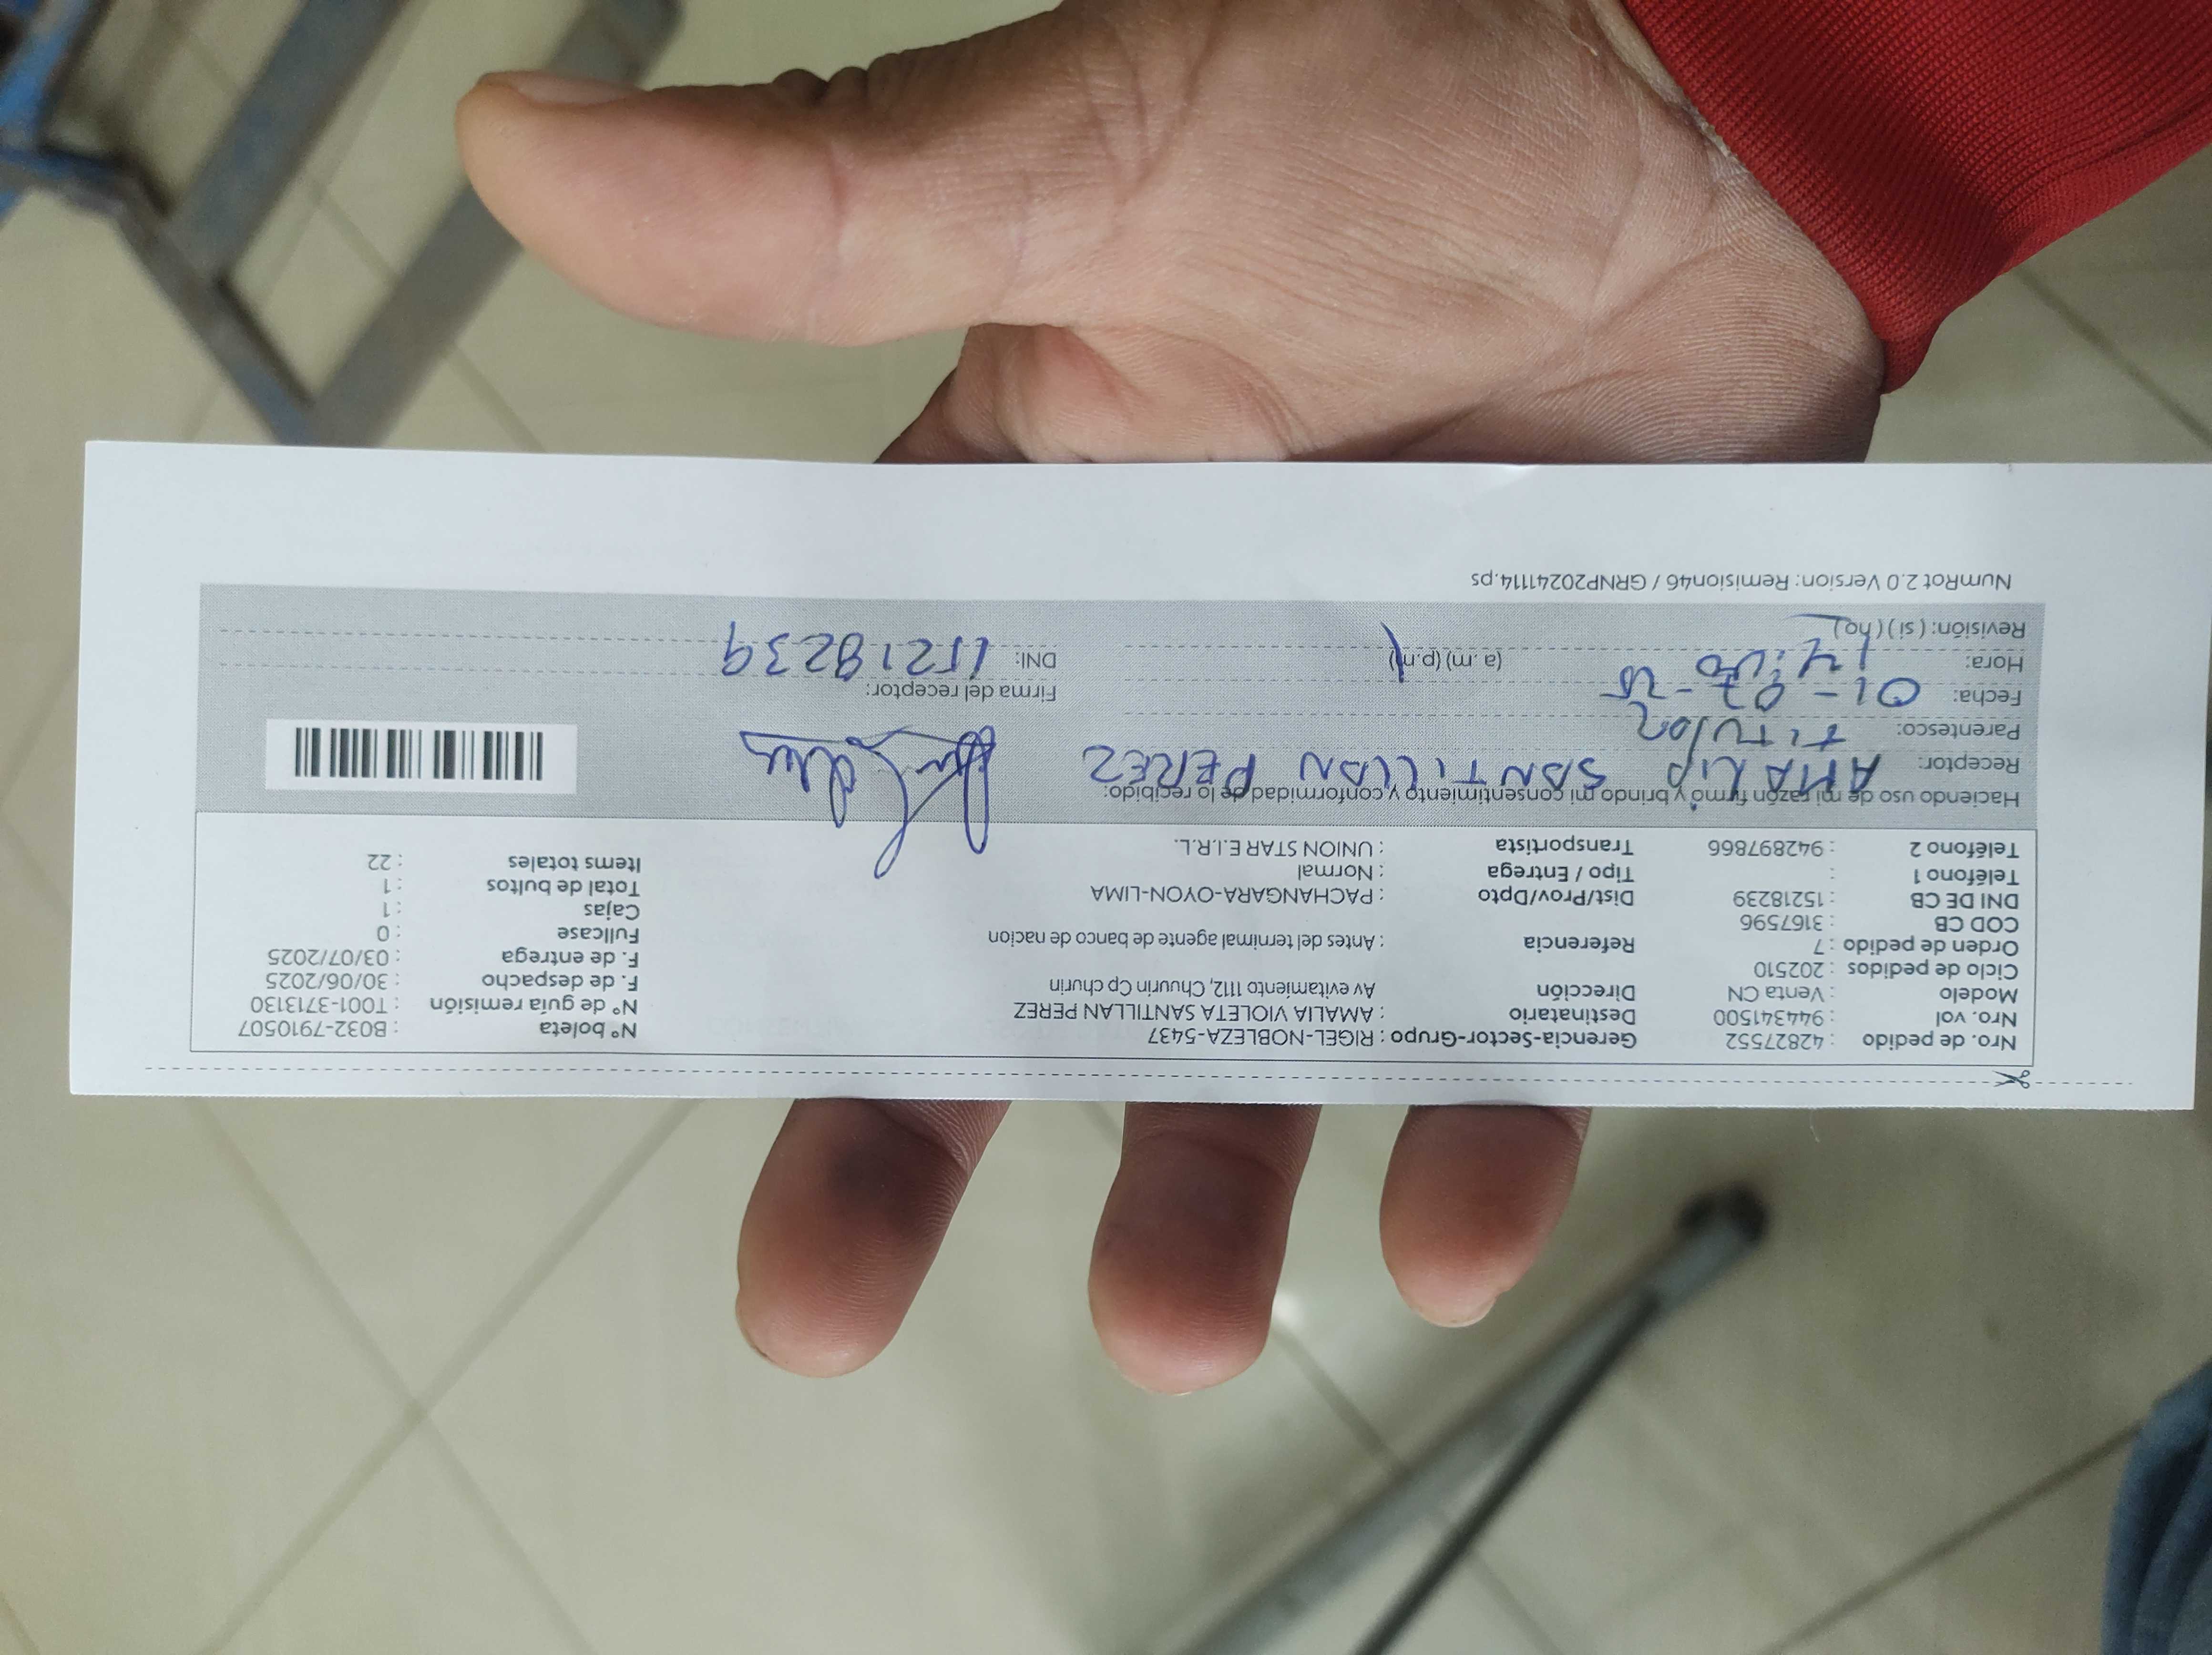 Nro. de pedido : 42827552 Gerencia-Sector-Grupo : RIGEL-NOBLEZA-5437 N° boleta : B032-7910507
Nro. vol : 944341500 Destinatario : AMALIA VIOLETA SANTILLAN PEREZ N° de guía remisión : T001-3713130
Modelo : Venta CN Dirección Av evitamiento 1112, Chuurin Cp churin F. de despacho : 30/06/2025
Ciclo de pedidos : 202510 F. de entrega : 03/07/2025
Orden de pedido : 7 Referencia : Antes del ternimal agente de banco de nacion Fullcase : 0
COD CB : 3167596 Cajas : 1
DNI DE CB : 15218239 Dist/Prov/Dpto : PACHANGARA-OYON-LIMA Total de bultos : 1
Teléfono 1 : Tipo / Entrega : Normal Items totales : 22
Teléfono 2 : 942897866 Transportista : UNION STAR E.I.R.L.
Haciendo uso de mi razón firmo y brindo mi consentimiento y conformidad de lo recibido:
Receptor: AMALIA SANTILLAN PEREZ
Parentesco: TITULAR
Fecha: 01-07-25 Firma del receptor:
Hora: 14:00 (a. m) (p.m) DNI: 15218239
Revisión: ( si ) ( no )
NumRot 2.0 Version: Remision46 / GRNP20241114.ps